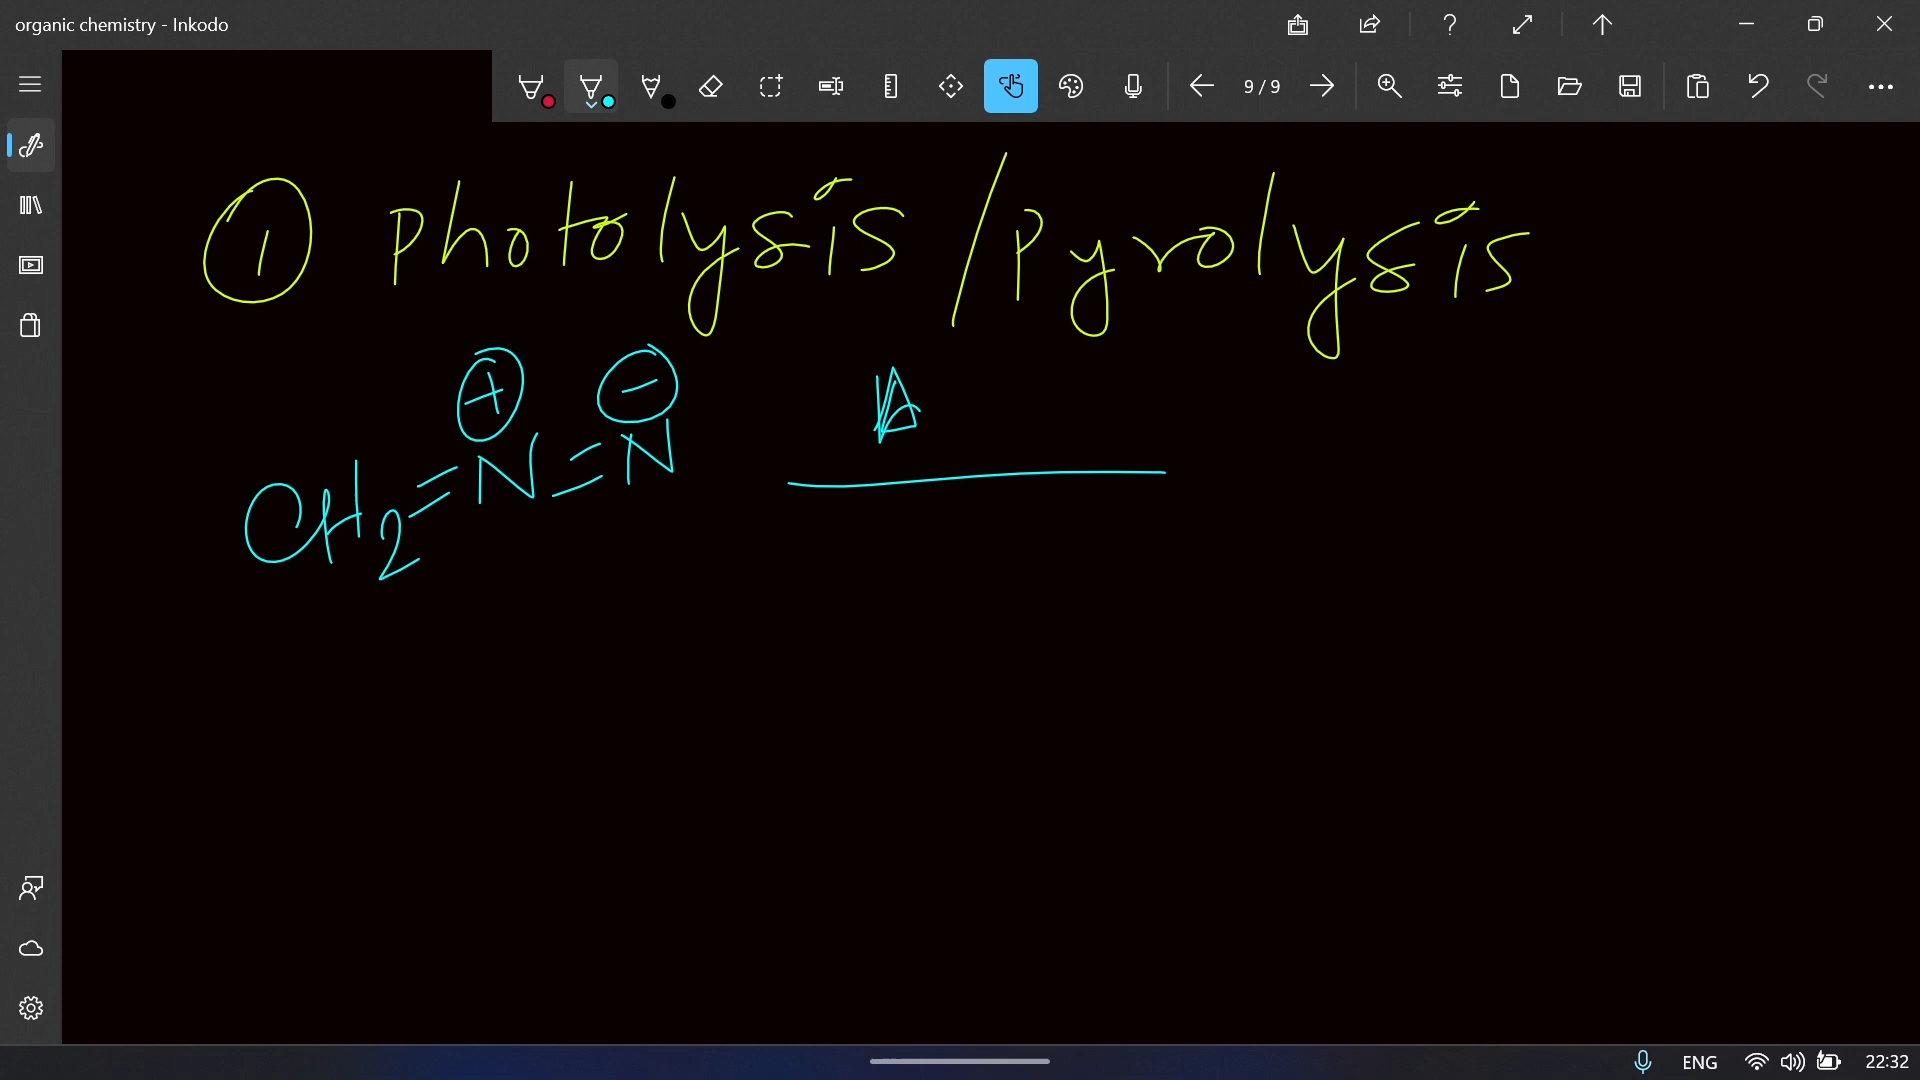 organic chemistry - Inkodo
9/9
① Photolysis/Pyrolysis
⊕ ⊖
CH₂=N=N Δ
ENG 22:32